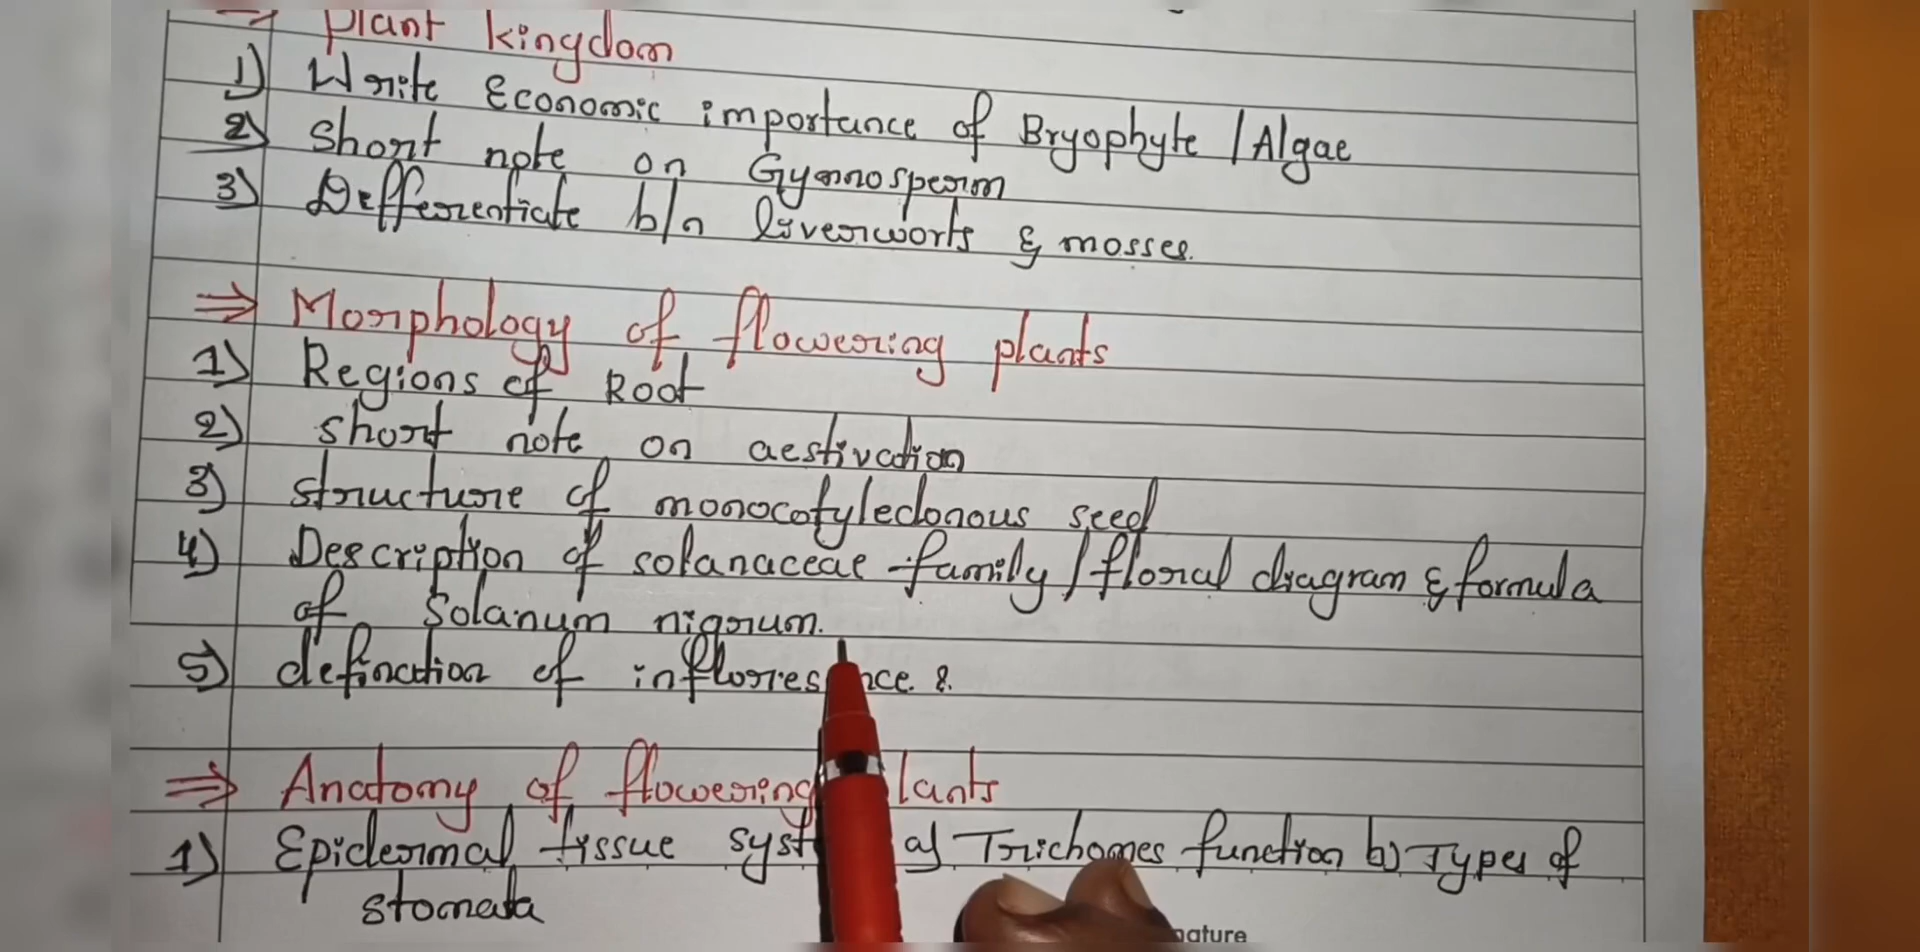 ⇒ Plant kingdom
1) Write Economic importance of Bryophyte / Algae
2) Short note on Gymnosperm
3) Defferentiate b/n liverworts & mosses.
⇒ Morphology of flowering plants
1) Regions of Root
2) short note on aestivation
3) structure of monocotyledonous seed
4) Description of solanaceae family / floral diagram & formula
of Solanum nigrum.
5) defination of
⇒ Anatomy of flowering lants
1) Epidermal tissue syst a) Trichomes function b) Types of
stomata
nature